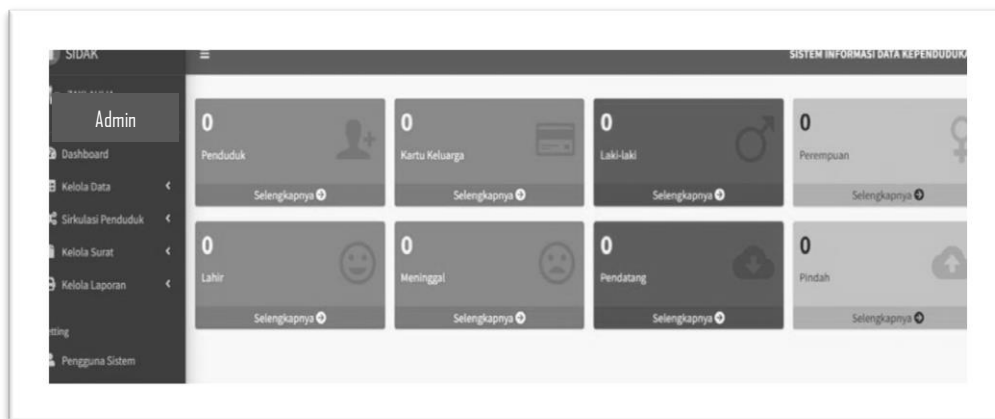 SIDAK
SISTEM INFORMASI DATA
Admin
Dashboard
Kelola Data
Sirkulasi Penduduk
Kelola Surat
Kelola Laporan
Pengguna Sistem
0
Penduduk
Selengkapnya
0
Kartu Keluarga
Selengkapnya
0
Laki-laki
Selengkapnya
0
Perempuan
Selengkapnya
0
Lahir
Selengkapnya
0
Meninggal
Selengkapnya
0
Pendatang
Selengkapnya
0
Pindah
Selengkapnya